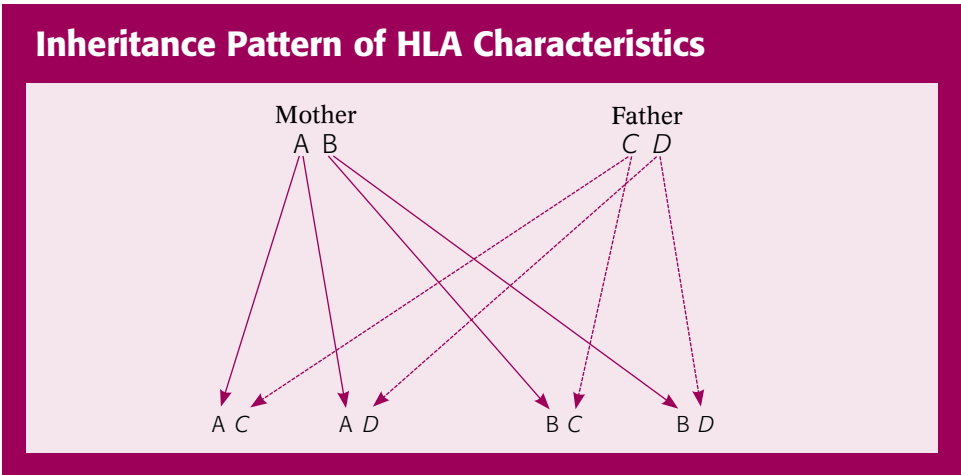 Inheritance Pattern of HLA Characteristics
Mother Father
A B C D
A C A D B C B D